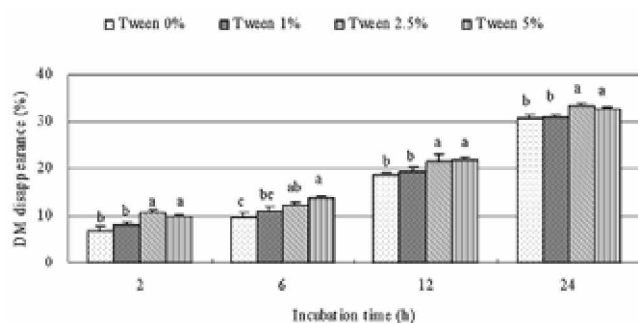 Tween 0% Tween 1% Tween 2.5% Tween 5%
DM disappearance (%)
40
30
20
10
0
b b a a
c bc ab a
b b a a
b b a a
2 6 12 24
Incubation time (h)